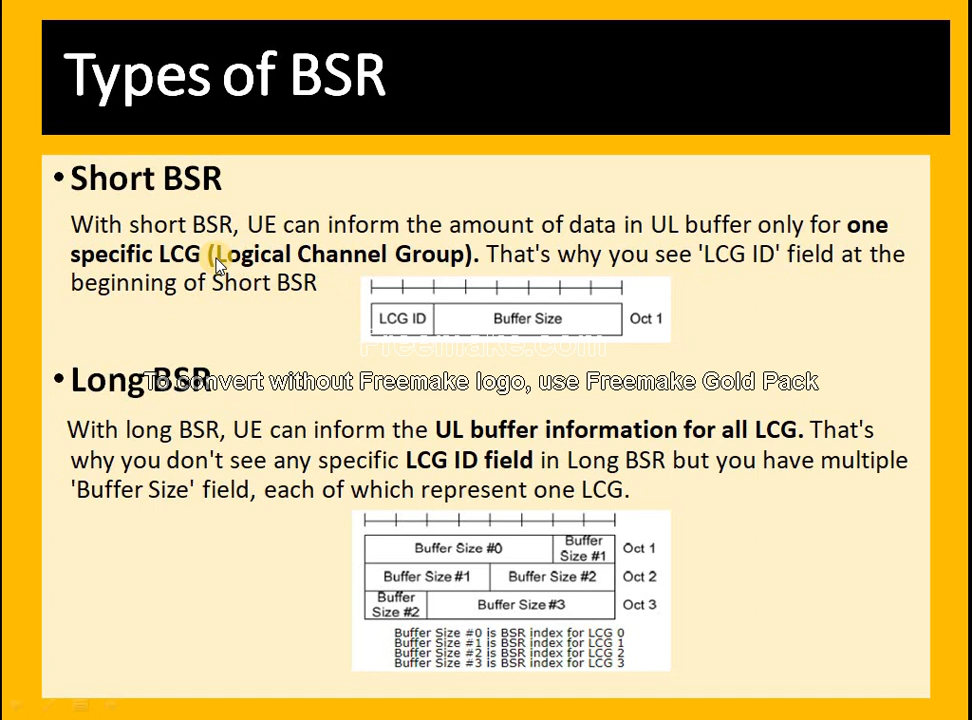 Types of BSR
• Short BSR
With short BSR, UE can inform the amount of data in UL buffer only for one
specific LCG (Logical Channel Group). That's why you see 'LCG ID' field at the
beginning of Short BSR
LCG ID Buffer Size Oct 1
Freemake.com
• Long BSR
To convert without Freemake logo, use Freemake Gold Pack
With long BSR, UE can inform the UL buffer information for all LCG. That's
why you don't see any specific LCG ID field in Long BSR but you have multiple
'Buffer Size' field, each of which represent one LCG.
Buffer Size #0 Buffer Size #1 Oct 1
Buffer Size #1 Buffer Size #2 Oct 2
Buffer Size #2 Buffer Size #3 Oct 3
Buffer Size #0 is BSR index for LCG 0
Buffer Size #1 is BSR index for LCG 1
Buffer Size #2 is BSR index for LCG 2
Buffer Size #3 is BSR index for LCG 3